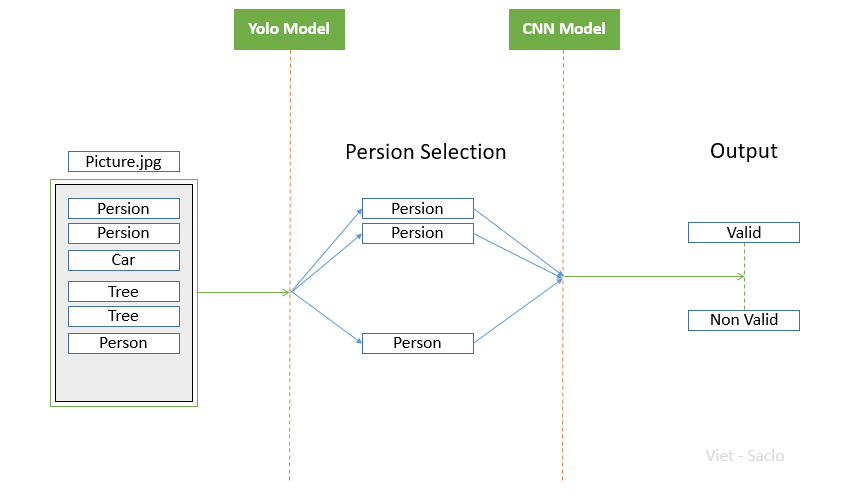 Yolo Model
CNN Model
Picture.jpg
Persion
Persion
Car
Tree
Tree
Person
Persion Selection
Persion
Persion
Person
Output
Valid
Non Valid
Viet - Saclo